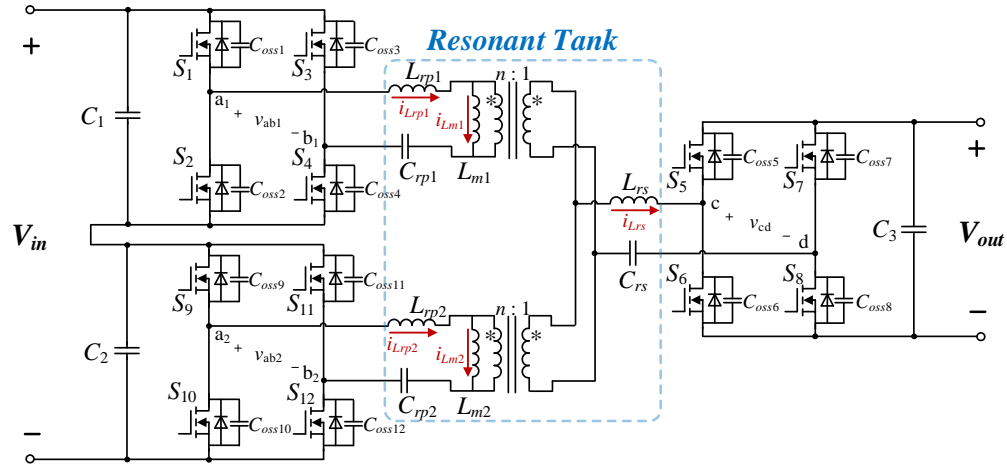 Resonant Tank
+
C1
Vin
C2
−
S1
Coss1
S3
Coss3
a1
+ vab1 −
b1
S2
Coss2
S4
Coss4
Lrp1
iLrp1
iLm1
Crp1
Lm1
n : 1
* *
S9
Coss9
S11
Coss11
a2
+ vab2 −
b2
S10
Coss10
S12
Coss12
Lrp2
iLrp2
iLm2
Crp2
Lm2
n : 1
* *
Lrs
iLrs
Crs
S5
Coss5
S7
Coss7
c
+ vcd −
d
S6
Coss6
S8
Coss8
C3
+
Vout
−